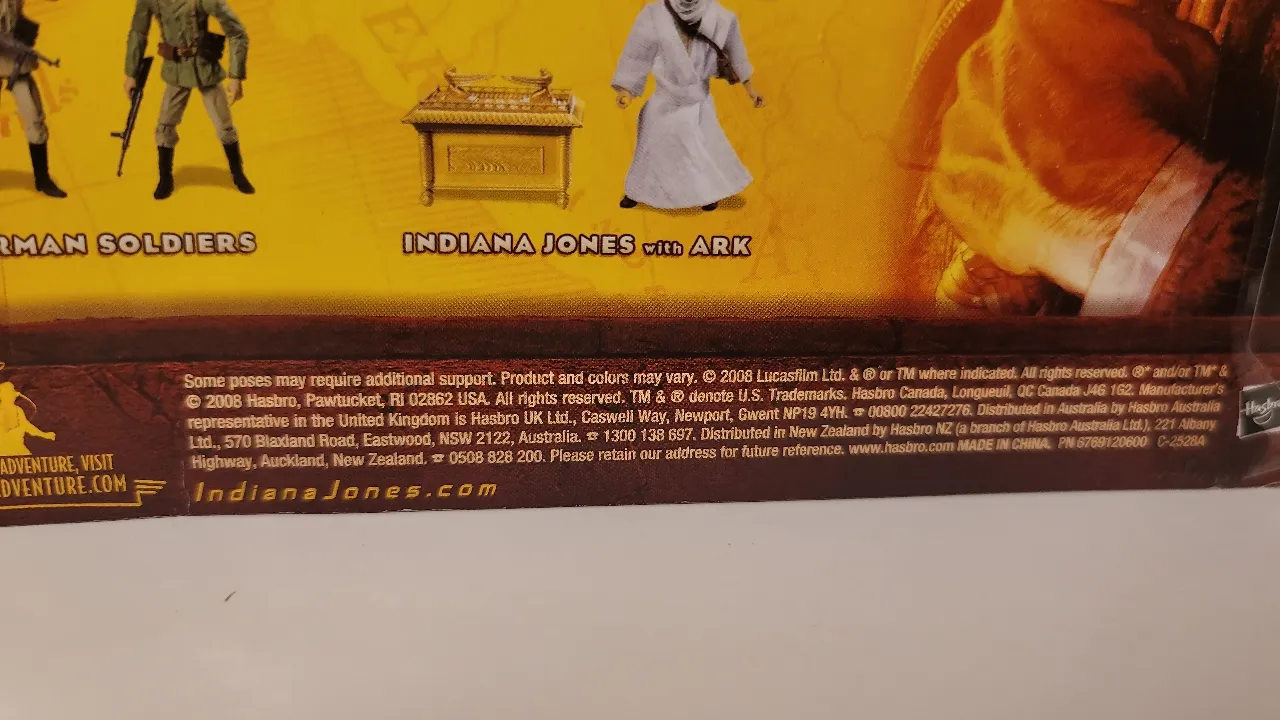 RMAN SOLDIERS
INDIANA JONES with ARK
Some poses may require additional support. Product and colors may vary. © 2008 Lucasfilm Ltd. & ® or TM where indicated. All rights reserved. ®* and/or TM* &
© 2008 Hasbro, Pawtucket, RI 02862 USA. All rights reserved. TM & ® denote U.S. Trademarks. Hasbro Canada, Longueuil, QC Canada J4G 1G2. Manufacturer's
representative in the United Kingdom is Hasbro UK Ltd., Caswell Way, Newport, Gwent NP19 4YH. ☎ 00800 22427276. Distributed in Australia by Hasbro Australia
Ltd., 570 Blaxland Road, Eastwood, NSW 2122, Australia. ☎ 1300 138 697. Distributed in New Zealand by Hasbro NZ (a branch of Hasbro Australia Ltd.), 221 Albany
Highway, Auckland, New Zealand. ☎ 0508 828 200. Please retain our address for future reference. www.hasbro.com MADE IN CHINA. PN 6769120600 C-2528A
ADVENTURE, VISIT
DVENTURE.COM
IndianaJones.com
Hasbro